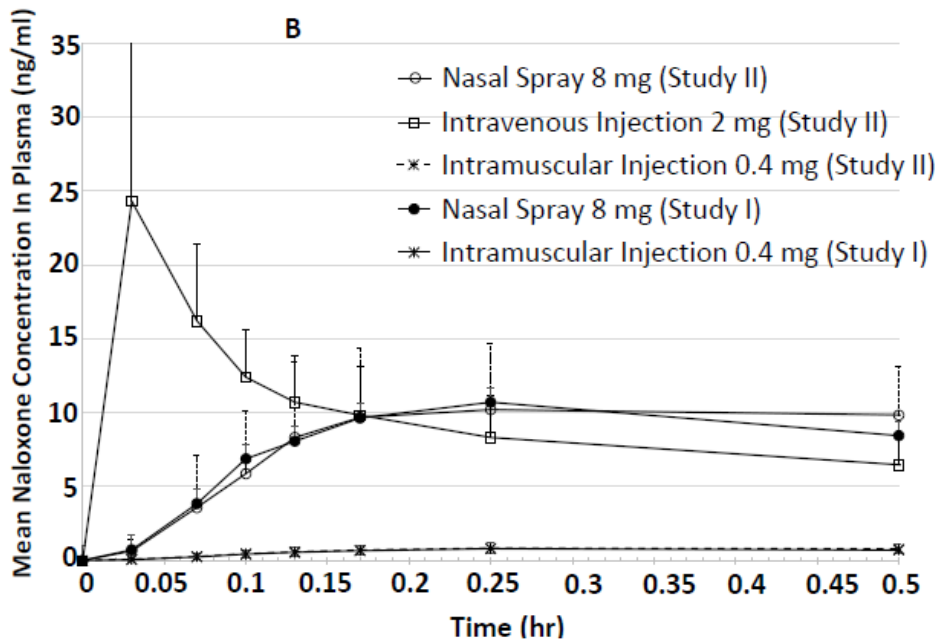 B
Mean Naloxone Concentration In Plasma (ng/ml)
35
30
25
20
15
10
5
0
Nasal Spray 8 mg (Study II)
Intravenous Injection 2 mg (Study II)
Intramuscular Injection 0.4 mg (Study II)
Nasal Spray 8 mg (Study I)
Intramuscular Injection 0.4 mg (Study I)
0 0.05 0.1 0.15 0.2 0.25 0.3 0.35 0.4 0.45 0.5
Time (hr)